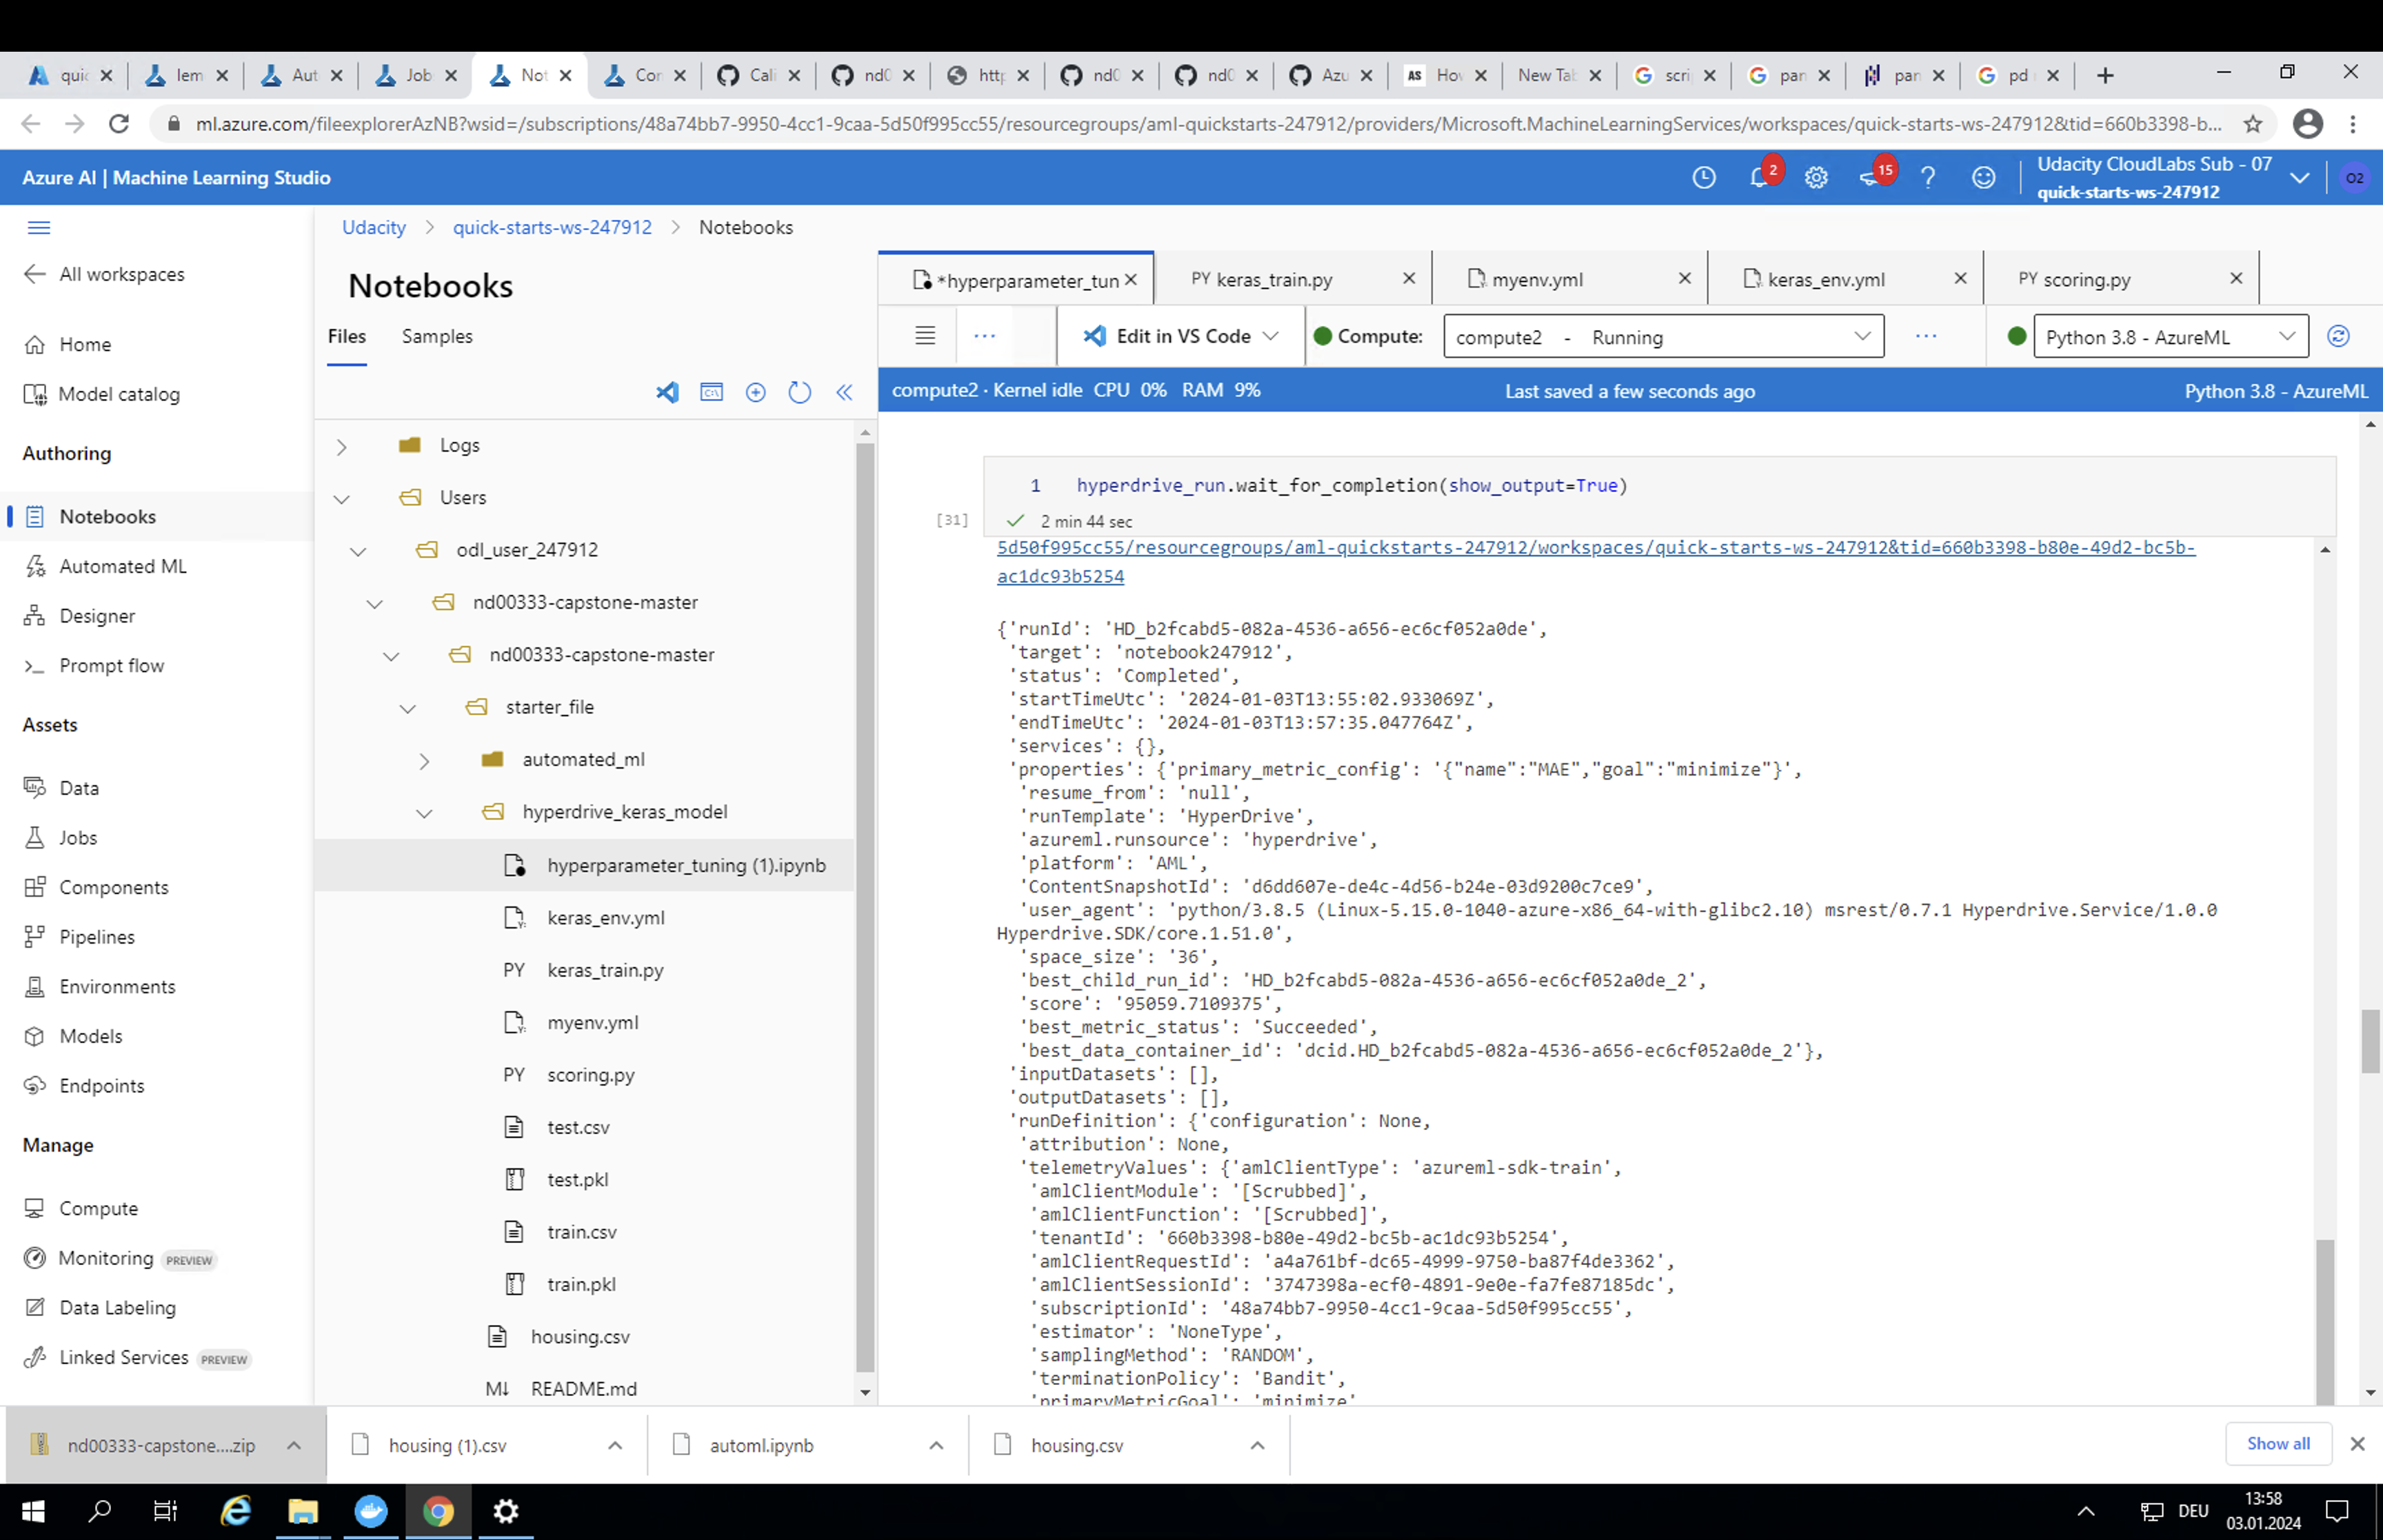 quic
lem
Aut
Job
Not
Con
Cali
nd0
http
nd0
nd0
Azu
AS
Hov
New Tab
scri
pan
pan
pd
ml.azure.com/fileexplorerAzNB?wsid=/subscriptions/48a74bb7-9950-4cc1-9caa-5d50f995cc55/resourcegroups/aml-quickstarts-247912/providers/Microsoft.MachineLearningServices/workspaces/quick-starts-ws-247912&tid=660b3398-b...
Azure AI | Machine Learning Studio
2
15
?
Udacity CloudLabs Sub - 07
quick-starts-ws-247912
O2
All workspaces
Home
Model catalog
Authoring
Notebooks
Automated ML
Designer
Prompt flow
Assets
Data
Jobs
Components
Pipelines
Environments
Models
Endpoints
Manage
Compute
Monitoring PREVIEW
Data Labeling
Linked Services PREVIEW
Udacity > quick-starts-ws-247912 > Notebooks
Notebooks
Files Samples
Logs
Users
odl_user_247912
nd00333-capstone-master
nd00333-capstone-master
starter_file
automated_ml
hyperdrive_keras_model
hyperparameter_tuning (1).ipynb
Y: keras_env.yml
PY keras_train.py
Y: myenv.yml
PY scoring.py
test.csv
test.pkl
train.csv
train.pkl
housing.csv
M↓ README.md
*hyperparameter_tun
PY keras_train.py
myenv.yml
keras_env.yml
PY scoring.py
... Edit in VS Code Compute: compute2 - Running ... Python 3.8 - AzureML
compute2 · Kernel idle CPU 0% RAM 9% Last saved a few seconds ago Python 3.8 - AzureML
1 hyperdrive_run.wait_for_completion(show_output=True)
[31] 2 min 44 sec
5d50f995cc55/resourcegroups/aml-quickstarts-247912/workspaces/quick-starts-ws-247912&tid=660b3398-b80e-49d2-bc5b-
ac1dc93b5254
{'runId': 'HD_b2fcabd5-082a-4536-a656-ec6cf052a0de',
'target': 'notebook247912',
'status': 'Completed',
'startTimeUtc': '2024-01-03T13:55:02.933069Z',
'endTimeUtc': '2024-01-03T13:57:35.047764Z',
'services': {},
'properties': {'primary_metric_config': '{"name":"MAE","goal":"minimize"}',
'resume_from': 'null',
'runTemplate': 'HyperDrive',
'azureml.runsource': 'hyperdrive',
'platform': 'AML',
'ContentSnapshotId': 'd6dd607e-de4c-4d56-b24e-03d9200c7ce9',
'user_agent': 'python/3.8.5 (Linux-5.15.0-1040-azure-x86_64-with-glibc2.10) msrest/0.7.1 Hyperdrive.Service/1.0.0
Hyperdrive.SDK/core.1.51.0',
'space_size': '36',
'best_child_run_id': 'HD_b2fcabd5-082a-4536-a656-ec6cf052a0de_2',
'score': '95059.7109375',
'best_metric_status': 'Succeeded',
'best_data_container_id': 'dcid.HD_b2fcabd5-082a-4536-a656-ec6cf052a0de_2'},
'inputDatasets': [],
'outputDatasets': [],
'runDefinition': {'configuration': None,
'attribution': None,
'telemetryValues': {'amlClientType': 'azureml-sdk-train',
'amlClientModule': '[Scrubbed]',
'amlClientFunction': '[Scrubbed]',
'tenantId': '660b3398-b80e-49d2-bc5b-ac1dc93b5254',
'amlClientRequestId': 'a4a761bf-dc65-4999-9750-ba87f4de3362',
'amlClientSessionId': '3747398a-ecf0-4891-9e0e-fa7fe87185dc',
'subscriptionId': '48a74bb7-9950-4cc1-9caa-5d50f995cc55',
'estimator': 'NoneType',
'samplingMethod': 'RANDOM',
'terminationPolicy': 'Bandit',
'primaryMetricGoal': 'minimize'
nd00333-capstone....zip
housing (1).csv
automl.ipynb
housing.csv
Show all
DEU
13:58
03.01.2024